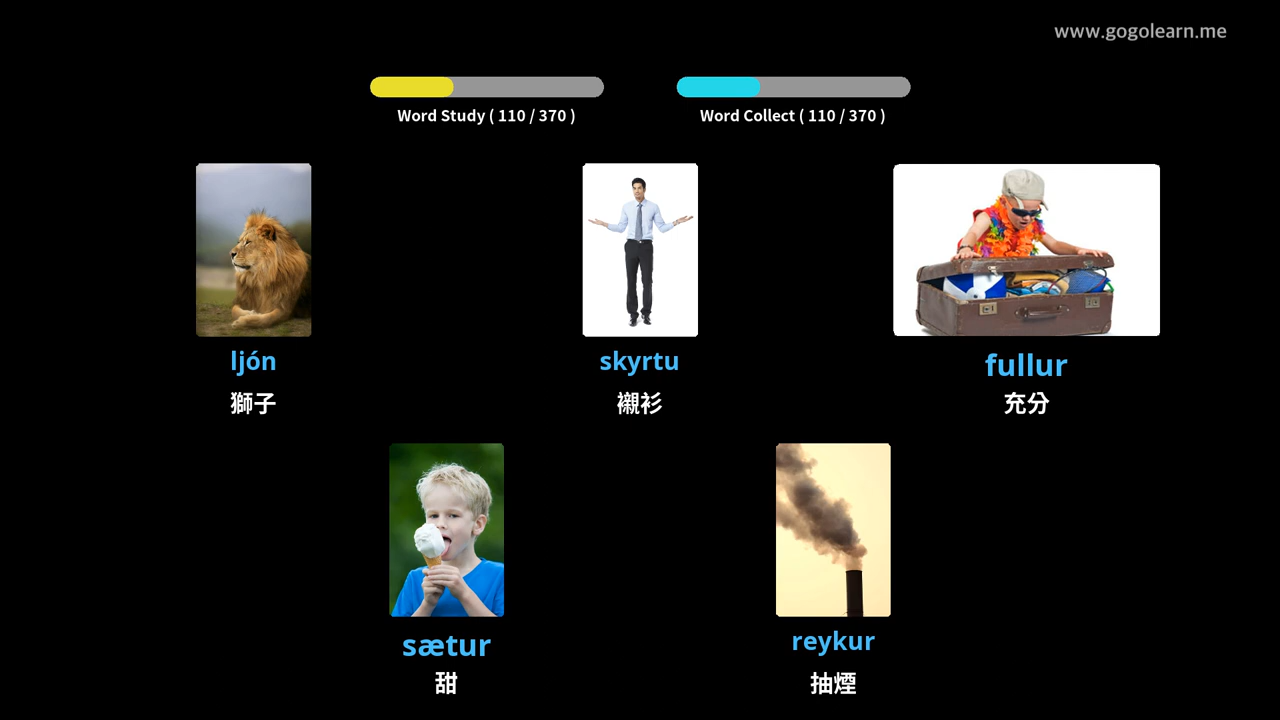 www.gogolearn.me
Word Study ( 110 / 370 )
Word Collect ( 110 / 370 )
ljón
獅子
skyrtu
襯衫
fullur
充分
sætur
甜
reykur
抽煙